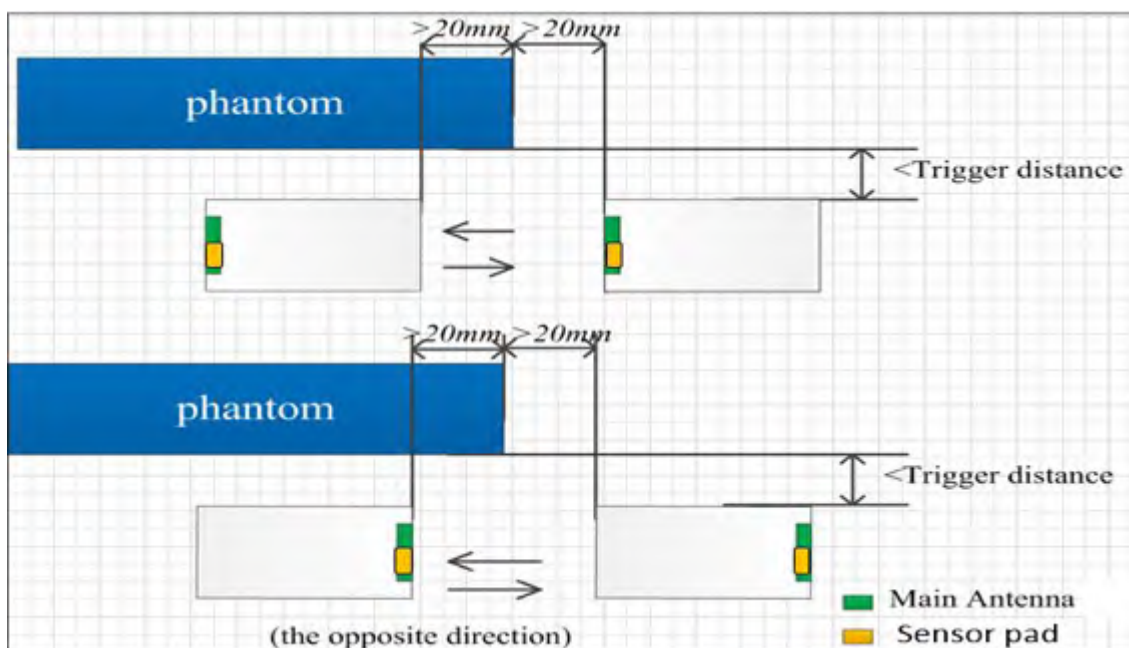 >20mm >20mm
phantom
<Trigger distance
>20mm >20mm
phantom
<Trigger distance
Main Antenna
Sensor pad
(the opposite direction)